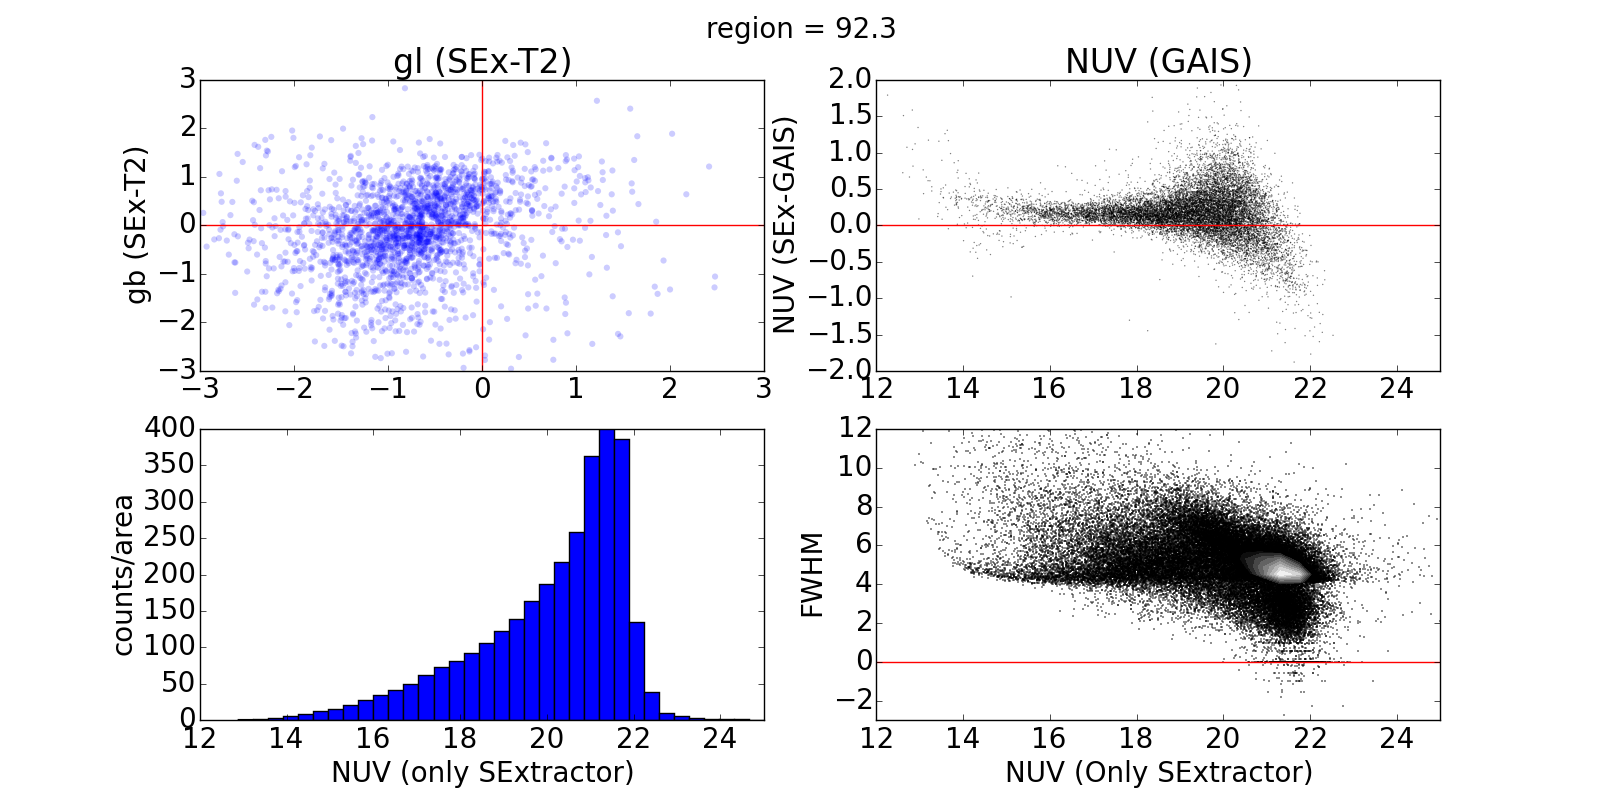 region = 92.3
gl (SEx-T2)
NUV (GAIS)
3
2
1
0
−1
−2
−3
gb (SEx-T2)
−3 −2 −1 0 1 2 3
2.0
1.5
1.0
0.5
0.0
−0.5
−1.0
−1.5
−2.0
NUV (SEx-GAIS)
12 14 16 18 20 22 24
400
350
300
250
200
150
100
50
0
counts/area
12 14 16 18 20 22 24
NUV (only SExtractor)
12
10
8
6
4
2
0
−2
FWHM
12 14 16 18 20 22 24
NUV (Only SExtractor)